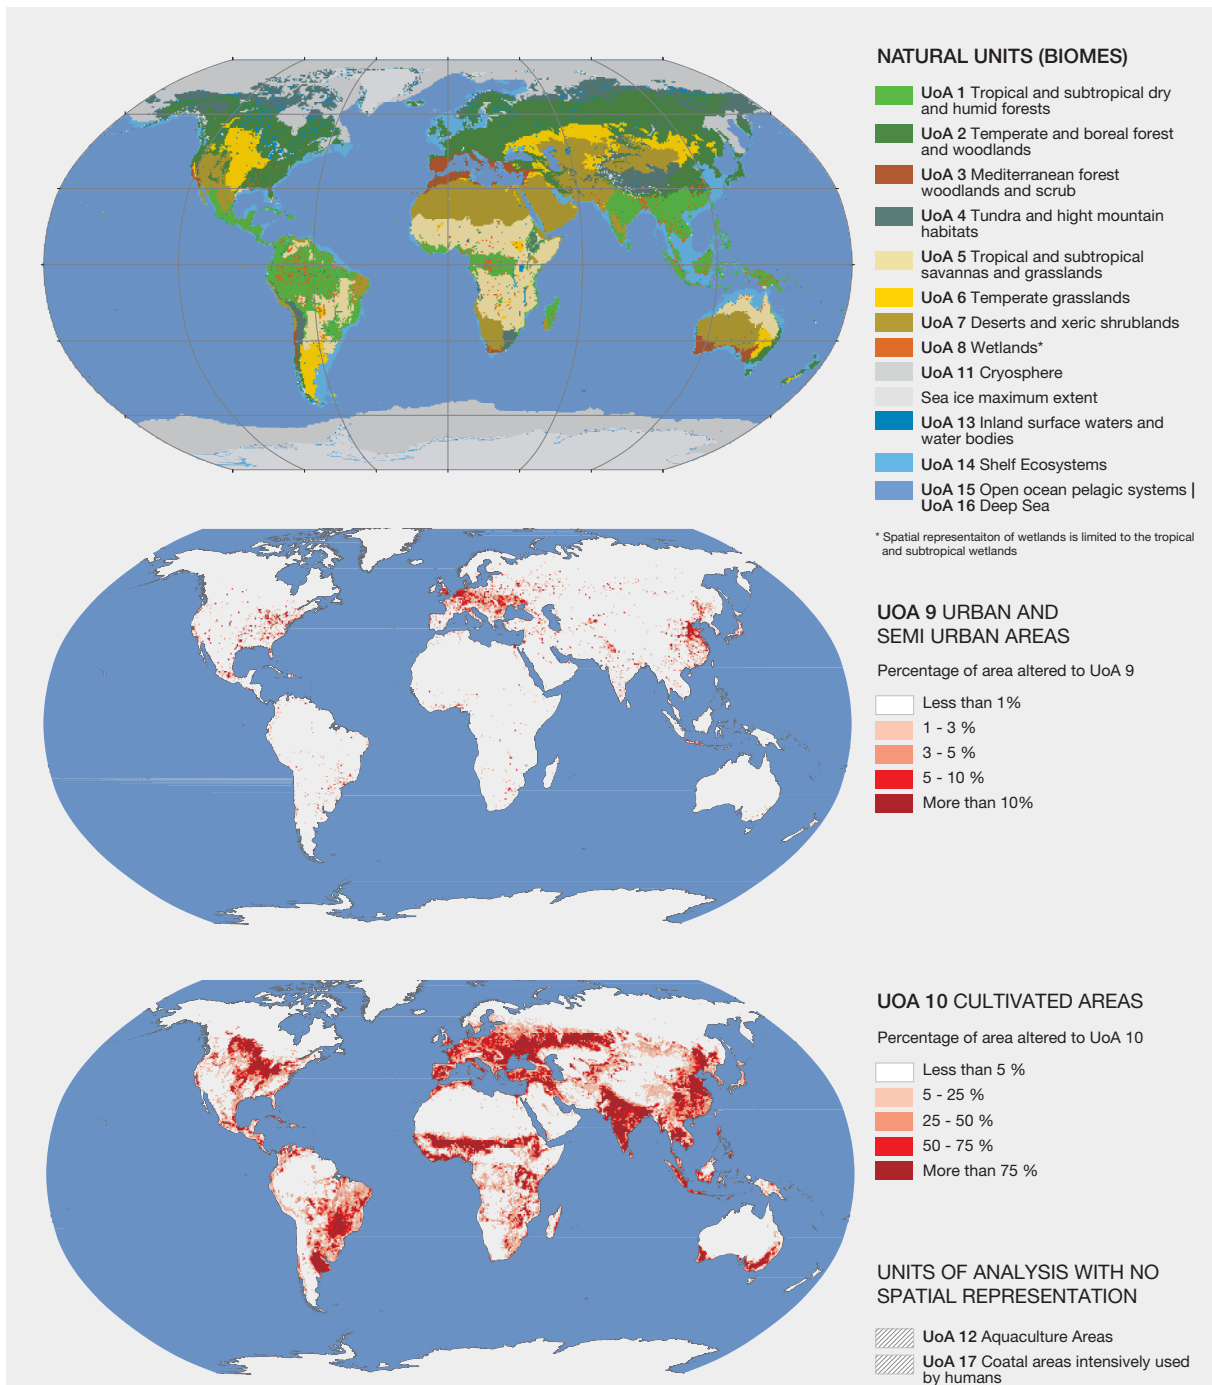 NATURAL UNITS (BIOMES)
UoA 1 Tropical and subtropical dry
and humid forests
UoA 2 Temperate and boreal forest
and woodlands
UoA 3 Mediterranean forest
woodlands and scrub
UoA 4 Tundra and hight mountain
habitats
UoA 5 Tropical and subtropical
savannas and grasslands
UoA 6 Temperate grasslands
UoA 7 Deserts and xeric shrublands
UoA 8 Wetlands*
UoA 11 Cryosphere
Sea ice maximum extent
UoA 13 Inland surface waters and
water bodies
UoA 14 Shelf Ecosystems
UoA 15 Open ocean pelagic systems |
UoA 16 Deep Sea
* Spatial representaiton of wetlands is limited to the tropical
and subtropical wetlands
UOA 9 URBAN AND
SEMI URBAN AREAS
Percentage of area altered to UoA 9
Less than 1%
1 - 3 %
3 - 5 %
5 - 10 %
More than 10%
UOA 10 CULTIVATED AREAS
Percentage of area altered to UoA 10
Less than 5 %
5 - 25 %
25 - 50 %
50 - 75 %
More than 75 %
UNITS OF ANALYSIS WITH NO
SPATIAL REPRESENTATION
UoA 12 Aquaculture Areas
UoA 17 Coatal areas intensively used
by humans